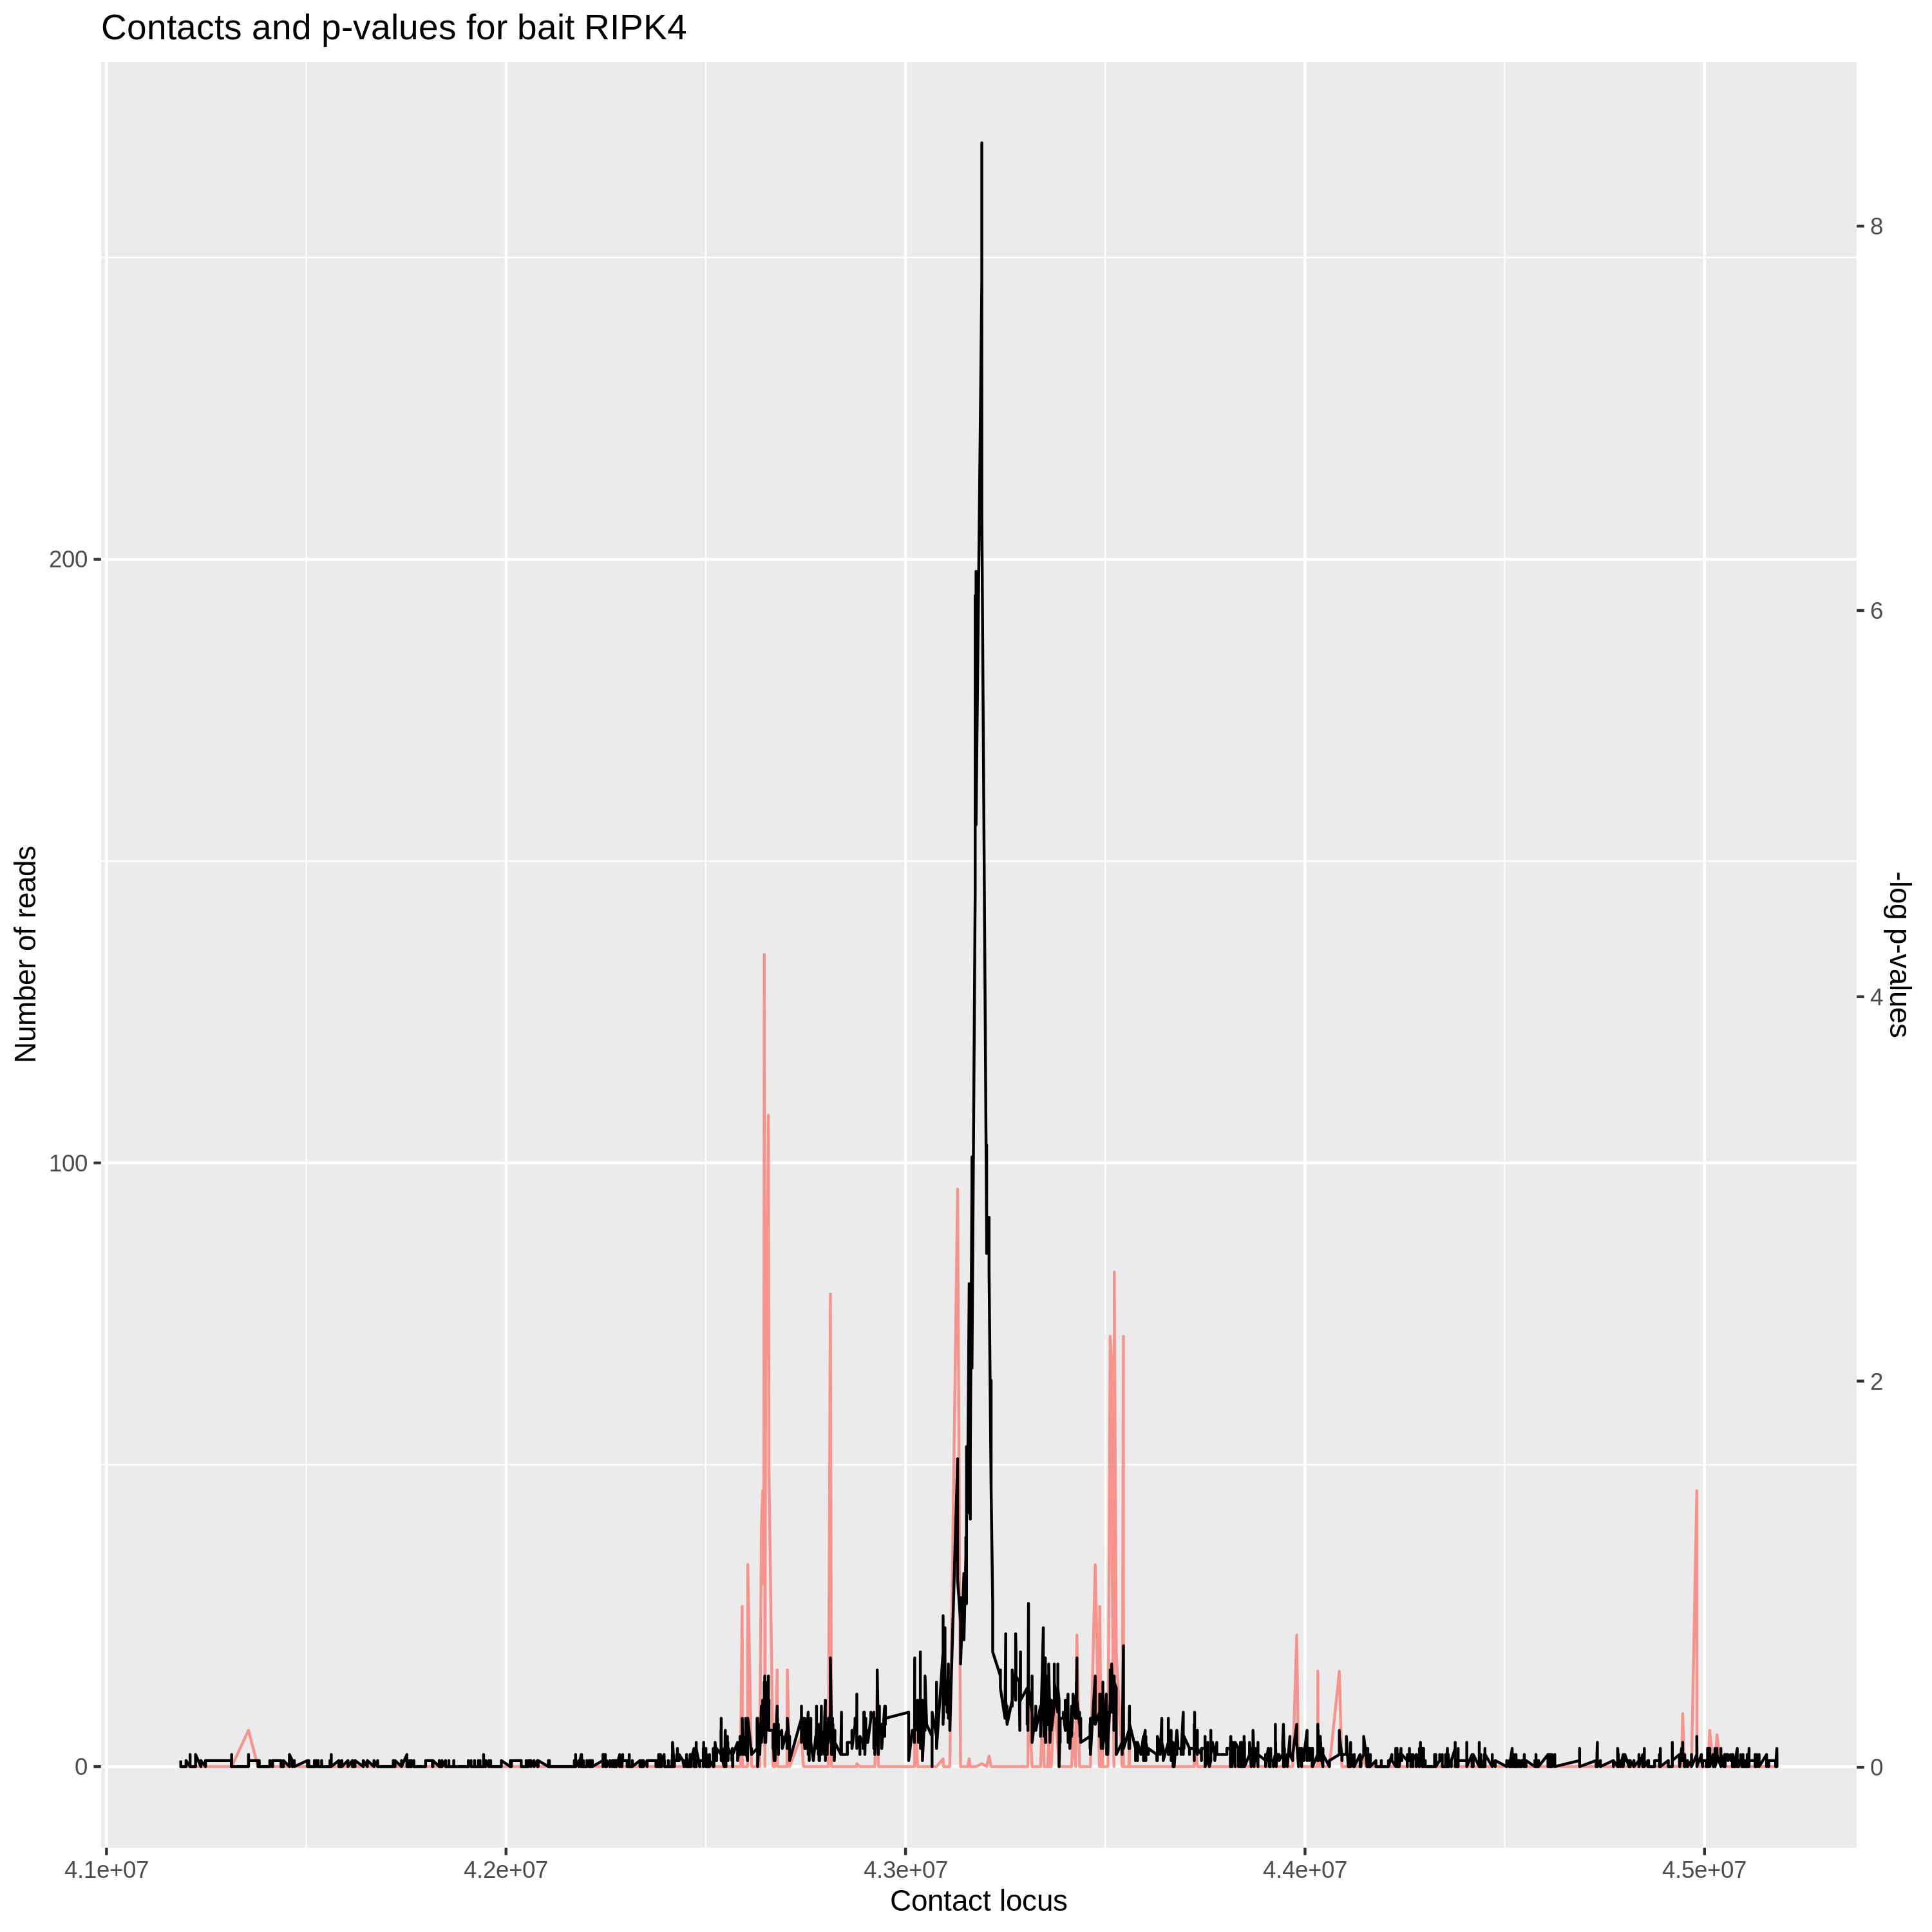 Contacts and p-values for bait RIPK4
Number of reads
200
100
0
8
6
4
2
0
-log p-values
4.1e+07
4.2e+07
4.3e+07
4.4e+07
4.5e+07
Contact locus